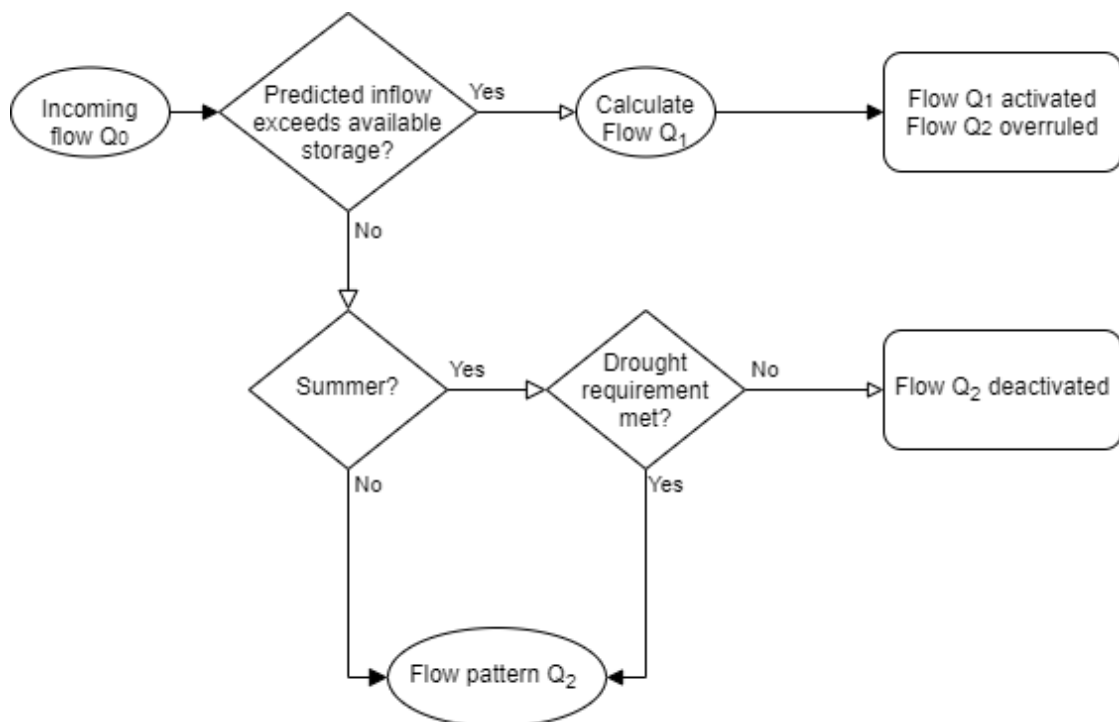 Incoming
flow Q0
Predicted inflow
exceeds available
storage?
Yes
Calculate
Flow Q1
Flow Q1 activated
Flow Q2 overruled
No
Summer?
Yes
Drought
requirement
met?
No
Flow Q2 deactivated
No
Yes
Flow pattern Q2